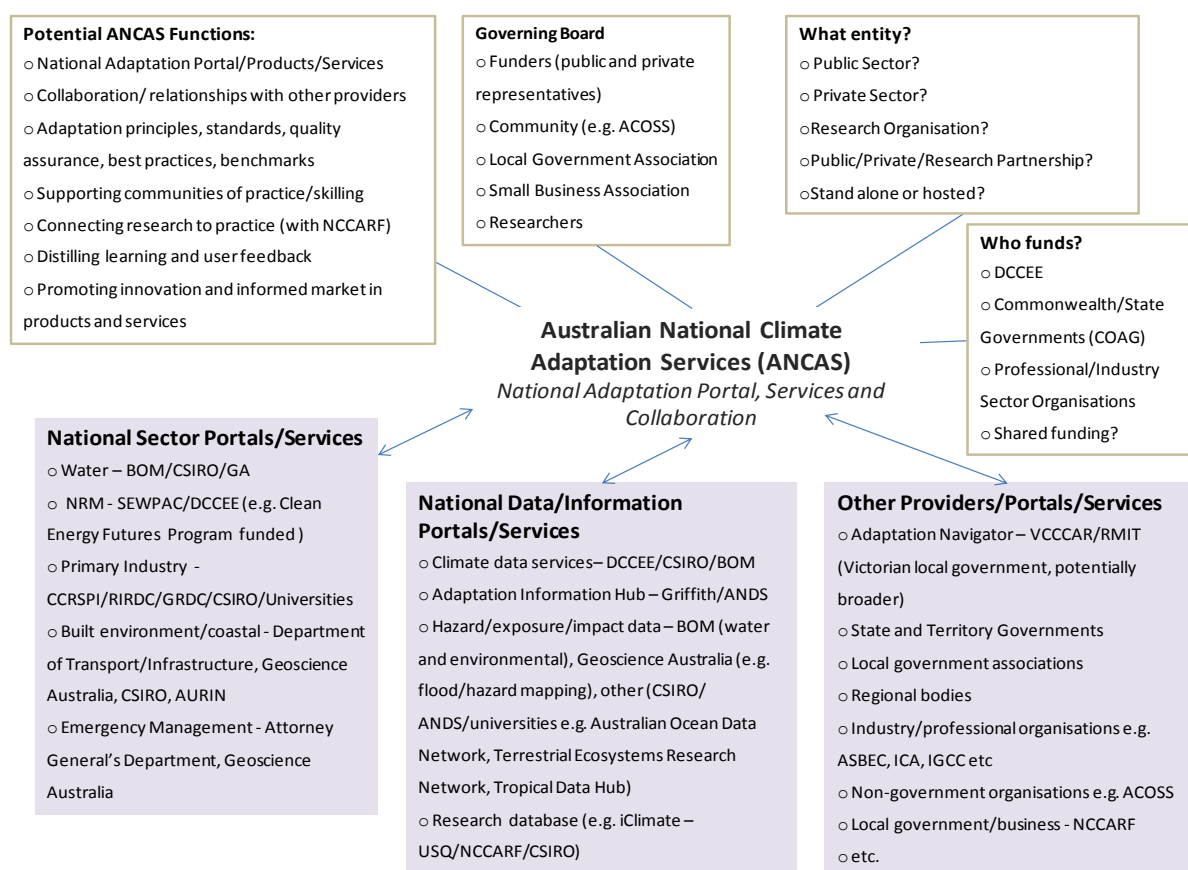 Potential ANCAS Functions:
o National Adaptation Portal/Products/Services
o Collaboration/ relationships with other providers
o Adaptation principles, standards, quality
assurance, best practices, benchmarks
o Supporting communities of practice/skilling
o Connecting research to practice (with NCCARF)
o Distilling learning and user feedback
o Promoting innovation and informed market in
products and services
Governing Board
o Funders (public and private
representatives)
o Community (e.g. ACOSS)
o Local Government Association
o Small Business Association
o Researchers
What entity?
o Public Sector?
o Private Sector?
o Research Organisation?
o Public/Private/Research Partnership?
o Stand alone or hosted?
Who funds?
o DCCEE
o Commonwealth/State
Governments (COAG)
o Professional/Industry
Sector Organisations
o Shared funding?
Australian National Climate
Adaptation Services (ANCAS)
National Adaptation Portal, Services and
Collaboration
National Sector Portals/Services
o Water – BOM/CSIRO/GA
o NRM - SEWPAC/DCCEE (e.g. Clean
Energy Futures Program funded )
o Primary Industry -
CCRSPI/RIRDC/GRDC/CSIRO/Universities
o Built environment/coastal - Department
of Transport/Infrastructure, Geoscience
Australia, CSIRO, AURIN
o Emergency Management - Attorney
General's Department, Geoscience
Australia
National Data/Information
Portals/Services
o Climate data services– DCCEE/CSIRO/BOM
o Adaptation Information Hub – Griffith/ANDS
o Hazard/exposure/impact data – BOM (water
and environmental), Geoscience Australia (e.g.
flood/hazard mapping), other (CSIRO/
ANDS/universities e.g. Australian Ocean Data
Network, Terrestrial Ecosystems Research
Network, Tropical Data Hub)
o Research database (e.g. iClimate –
USQ/NCCARF/CSIRO)
Other Providers/Portals/Services
o Adaptation Navigator – VCCCAR/RMIT
(Victorian local government, potentially
broader)
o State and Territory Governments
o Local government associations
o Regional bodies
o Industry/professional organisations e.g.
ASBEC, ICA, IGCC etc
o Non-government organisations e.g. ACOSS
o Local government/business - NCCARF
o etc.